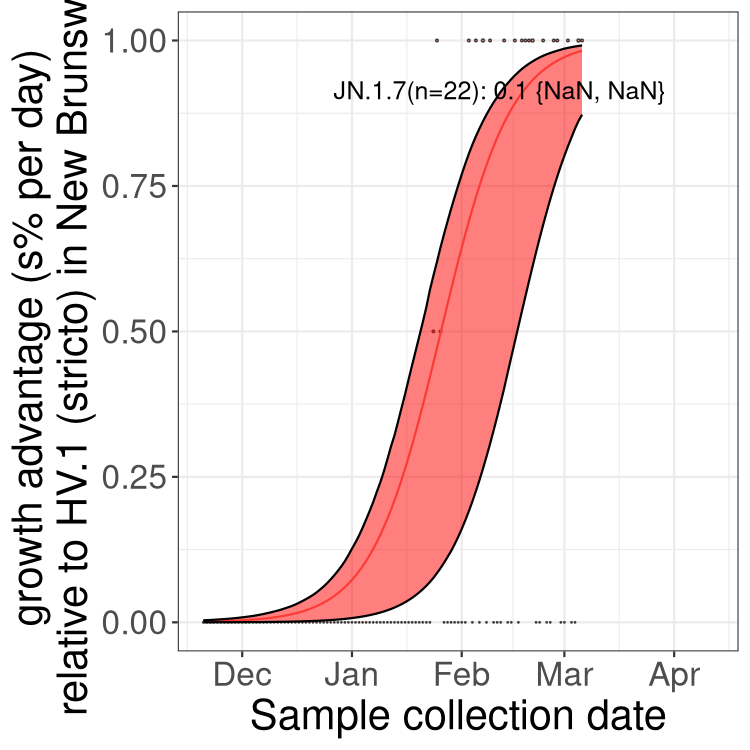 growth advantage (s% per day)
relative to HV.1 (stricto) in New Brunsw
1.00
0.75
0.50
0.25
0.00
JN.1.7(n=22): 0.1 {NaN, NaN}
Dec Jan Feb Mar Apr
Sample collection date